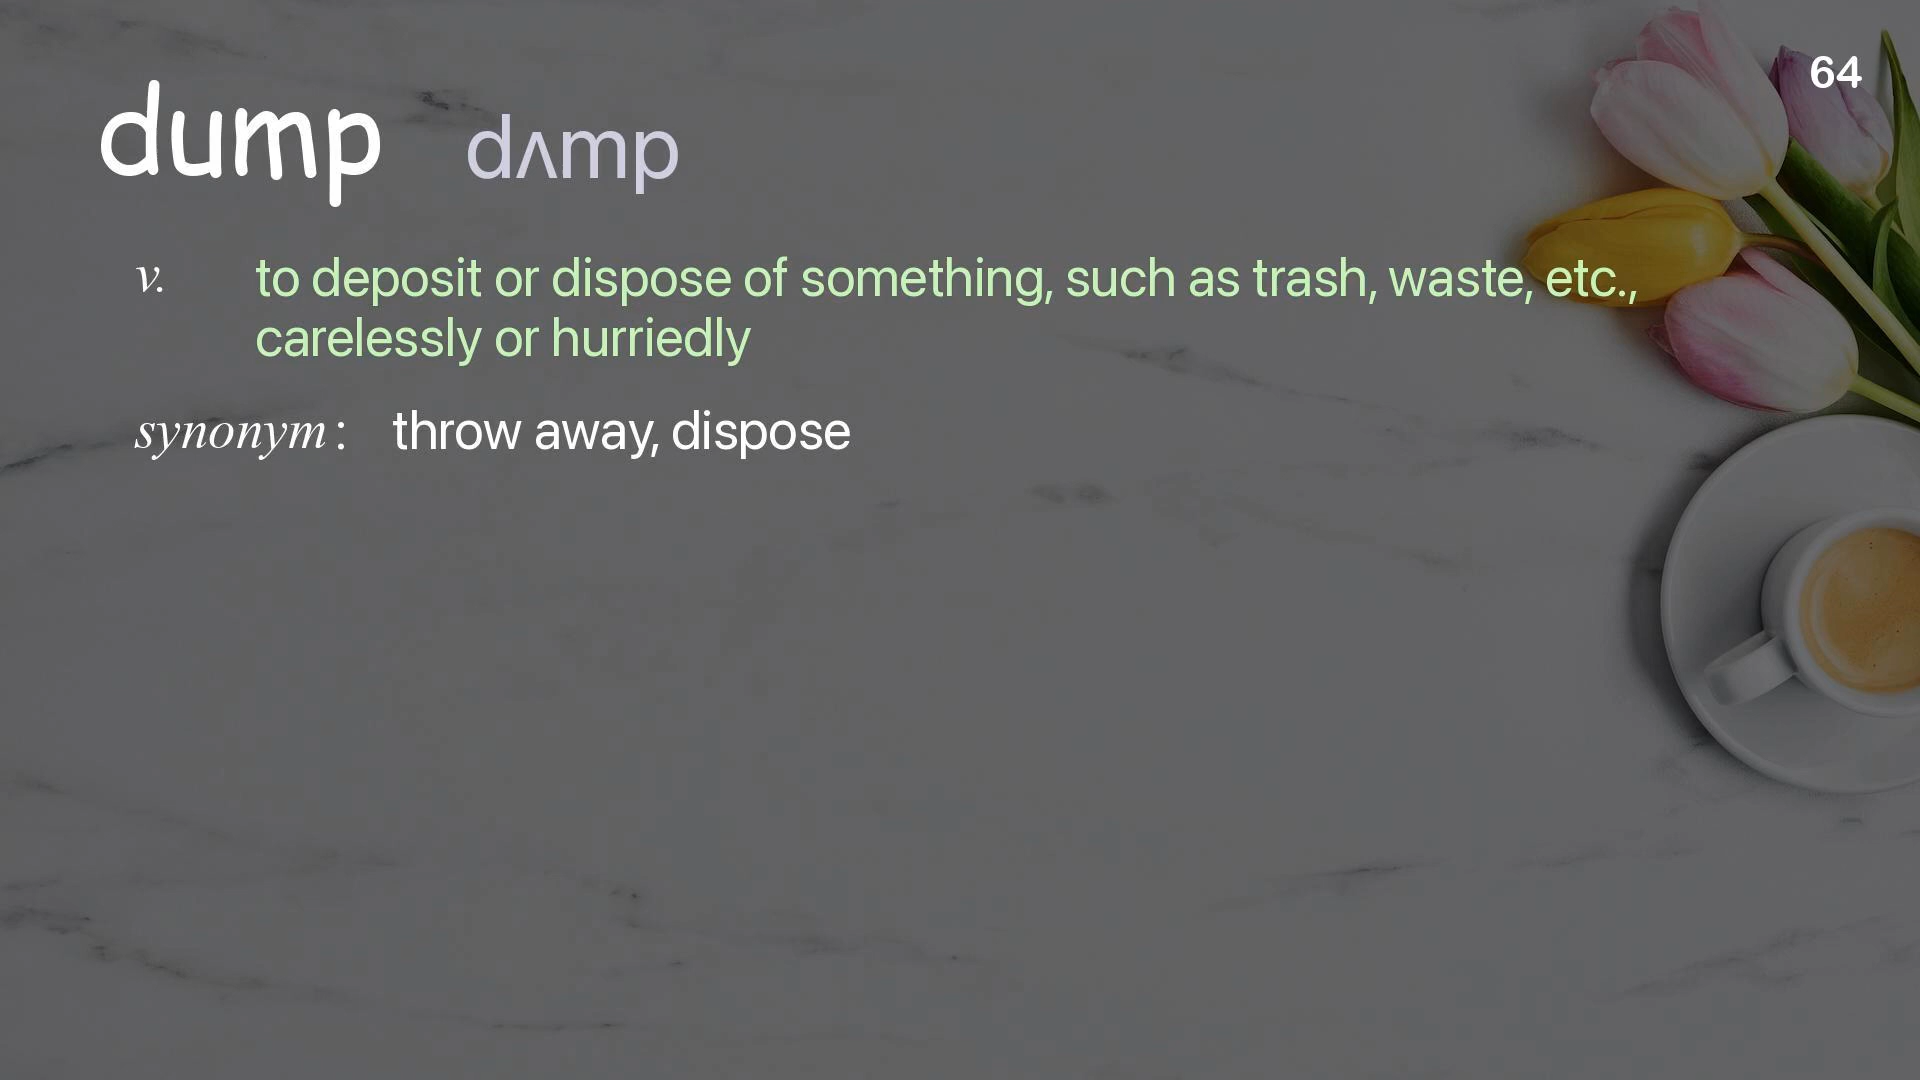 64
dump dʌmp
v. to deposit or dispose of something, such as trash, waste, etc.,
carelessly or hurriedly
synonym : throw away, dispose